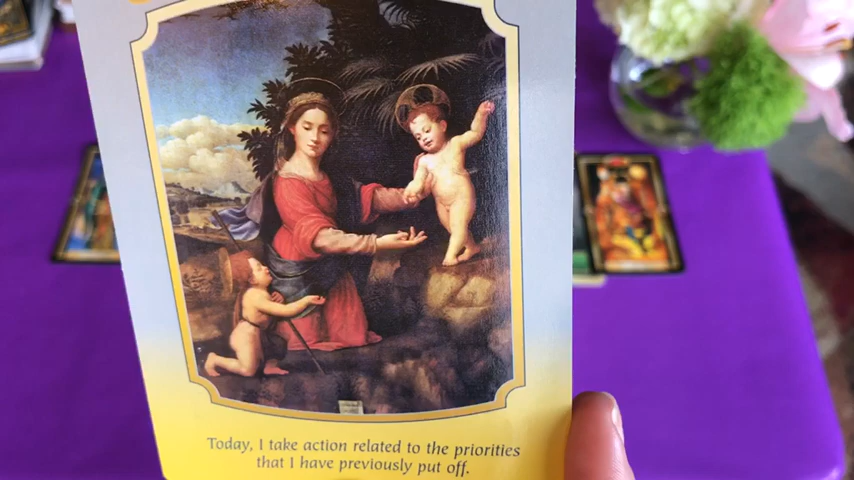 Today, I take action related to the priorities
that I have previously put off.